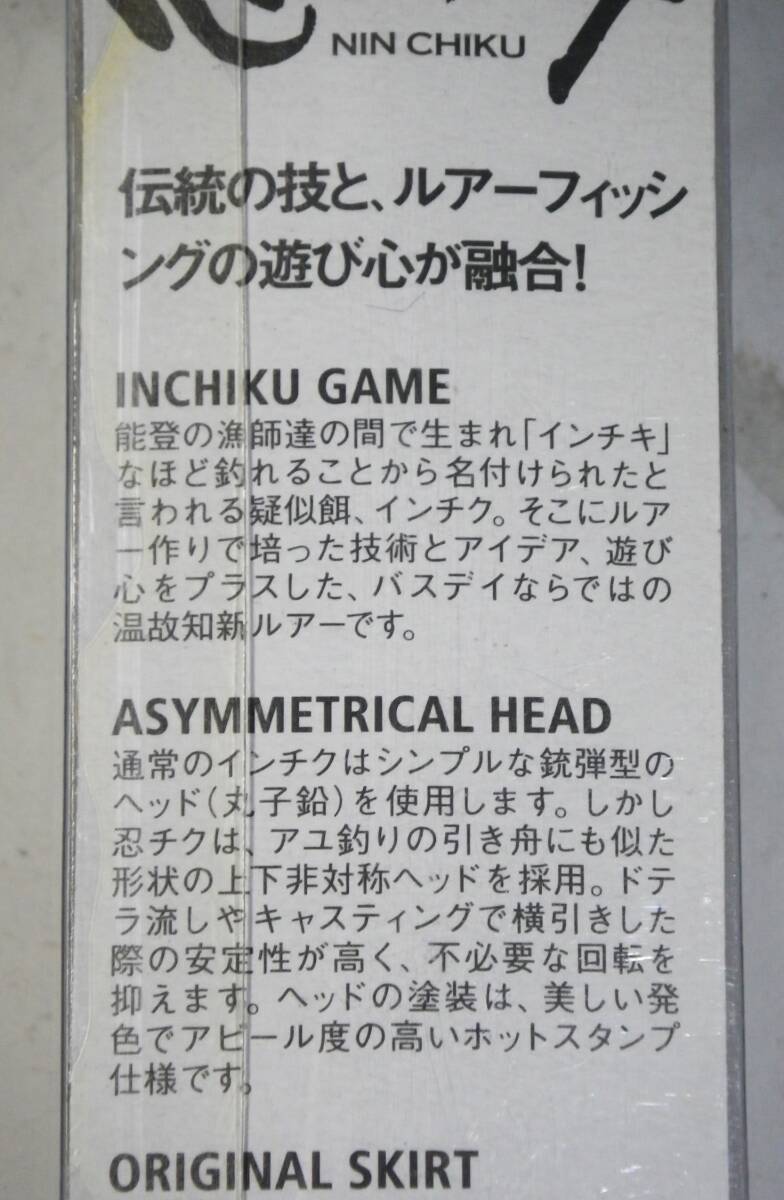 NIN CHIKU
伝統の技と、ルアーフィッシ
ングの遊び心が融合!
INCHIKU GAME
能登の漁師達の間で生まれ「インチキ」
なほど釣れることから名付けられたと
言われる疑似餌、インチク。そこにルア
ー作りで培った技術とアイデア、遊び
心をプラスした、バスデイならではの
温故知新ルアーです。
ASYMMETRICAL HEAD
通常のインチクはシンプルな銃弾型の
ヘッド(丸子鉛)を使用します。しかし
忍チクは、アユ釣りの引き舟にも似た
形状の上下非対称ヘッドを採用。ドテ
ラ流しやキャスティングで横引きした
際の安定性が高く、不必要な回転を
抑えます。ヘッドの塗装は、美しい発
色でアピール度の高いホットスタンプ
仕様です。
ORIGINAL SKIRT